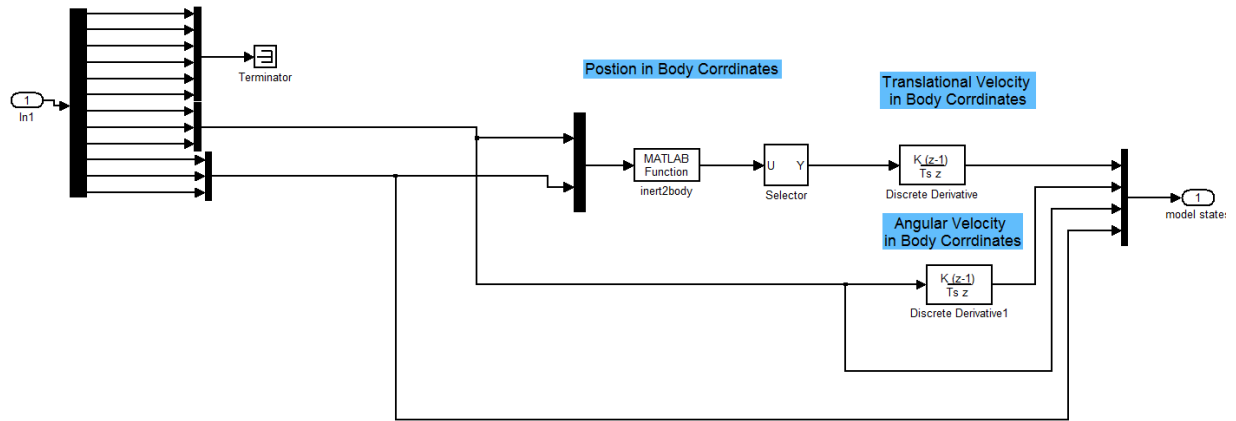 1
In1
Terminator
Postion in Body Corrdinates
MATLAB
Function
inert2body
U Y
Selector
Translational Velocity
in Body Corrdinates
K (z-1)
Ts z
Discrete Derivative
Angular Velocity
in Body Corrdinates
K (z-1)
Ts z
Discrete Derivative1
1
model states